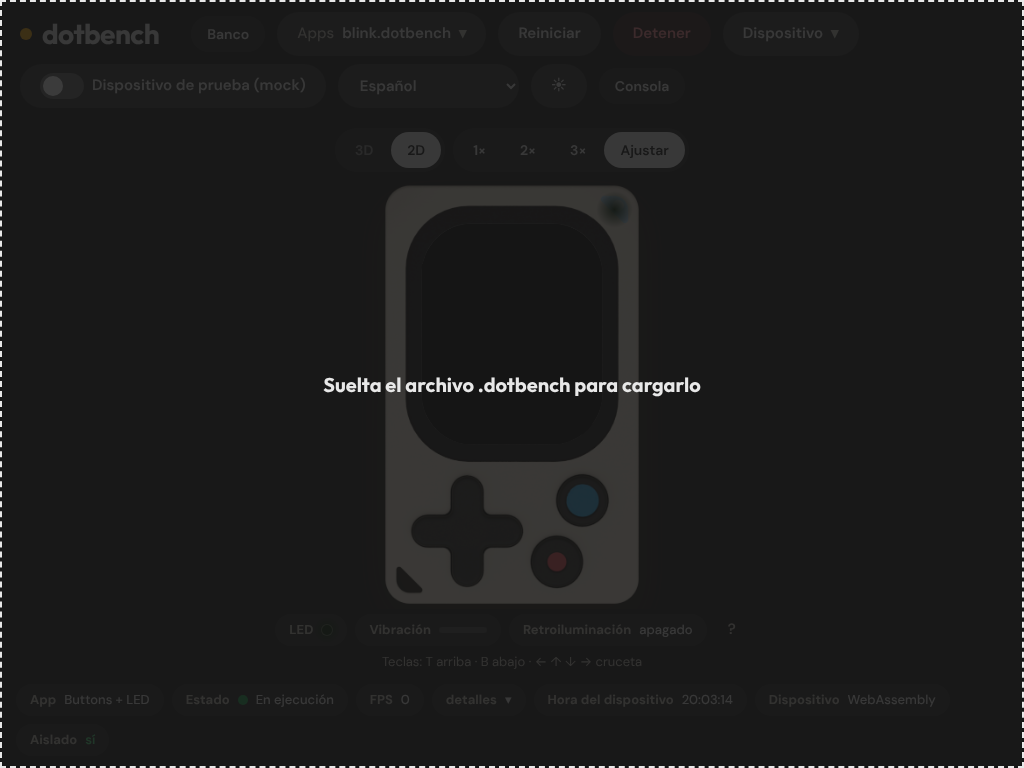 dotbench Banco Apps blink.dotbench ▾ Reiniciar Detener Dispositivo ▾
Dispositivo de prueba (mock) Español Consola
3D 2D 1× 2× 3× Ajustar
Suelta el archivo .dotbench para cargarlo
LED Vibración Retroiluminación apagado ?
Teclas: T arriba · B abajo · ← ↑ ↓ → cruceta
App Buttons + LED Estado En ejecución FPS 0 detalles ▾ Hora del dispositivo 20:03:14 Dispositivo WebAssembly
Aislado sí